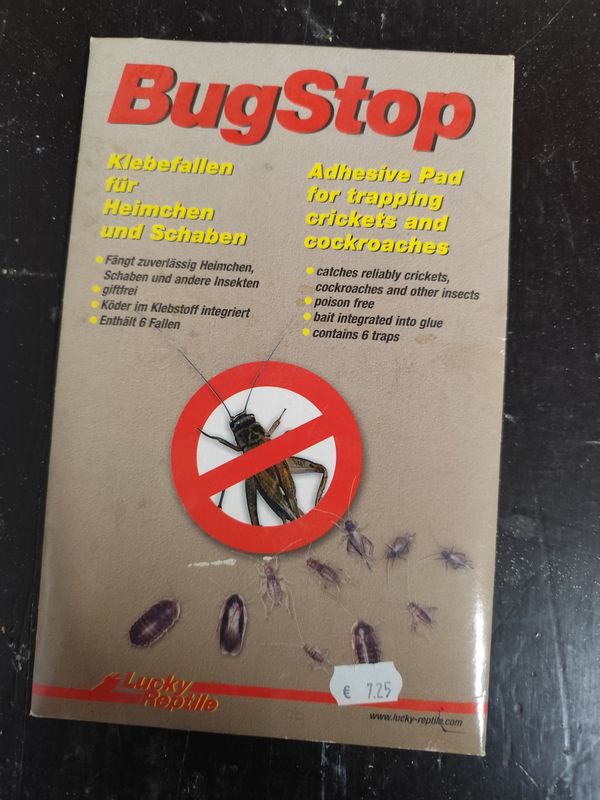 BugStop
Klebefallen
für
Heimchen
und Schaben
• Fängt zuverlässig Heimchen,
Schaben und andere Insekten
• giftfrei
• Köder im Klebstoff integriert
• Enthält 6 Fallen
Adhesive Pad
for trapping
crickets and
cockroaches
• catches reliably crickets,
cockroaches and other insects
• poison free
• bait integrated into glue
• contains 6 traps
Lucky
Reptile
€ 7.25
www.lucky-reptile.com